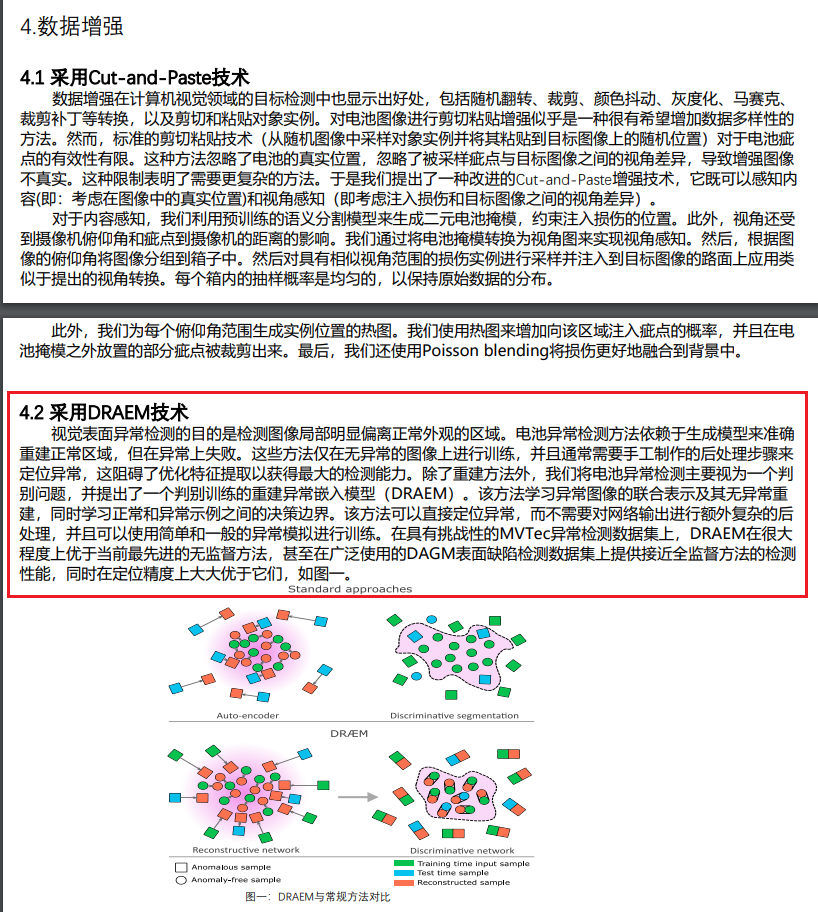 4.数据增强
4.1 采用Cut-and-Paste技术
数据增强在计算机视觉领域的目标检测中也显示出好处，包括随机翻转、裁剪、颜色抖动、灰度化、马赛克、
裁剪补丁等转换，以及剪切和粘贴对象实例。对电池图像进行剪切粘贴增强似乎是一种很有希望增加数据多样性的
方法。然而，标准的剪切粘贴技术（从随机图像中采样对象实例并将其粘贴到目标图像上的随机位置）对于电池疵
点的有效性有限。这种方法忽略了电池的真实位置，忽略了被采样疵点与目标图像之间的视角差异，导致增强图像
不真实。这种限制表明了需要更复杂的方法。于是我们提出了一种改进的Cut-and-Paste增强技术，它既可以感知内
容(即：考虑在图像中的真实位置)和视角感知（即考虑注入损伤和目标图像之间的视角差异）。
对于内容感知，我们利用预训练的语义分割模型来生成二元电池掩模，约束注入损伤的位置。此外，视角还受
到摄像机俯仰角和疵点到摄像机的距离的影响。我们通过将电池掩模转换为视角图来实现视角感知。然后，根据图
像的俯仰角将图像分组到箱子中。然后对具有相似视角范围的损伤实例进行采样并注入到目标图像的路面上应用类
似于提出的视角转换。每个箱内的抽样概率是均匀的，以保持原始数据的分布。
此外，我们为每个俯仰角范围生成实例位置的热图。我们使用热图来增加向该区域注入疵点的概率，并且在电
池掩模之外放置的部分疵点被裁剪出来。最后，我们还使用Poisson blending将损伤更好地融合到背景中。
4.2 采用DRAEM技术
视觉表面异常检测的目的是检测图像局部明显偏离正常外观的区域。电池异常检测方法依赖于生成模型来准确
重建正常区域，但在异常上失败。这些方法仅在无异常的图像上进行训练，并且通常需要手工制作的后处理步骤来
定位异常，这阻碍了优化特征提取以获得最大的检测能力。除了重建方法外，我们将电池异常检测主要视为一个判
别问题，并提出了一个判别训练的重建异常嵌入模型（DRAEM）。该方法学习异常图像的联合表示及其无异常重
建，同时学习正常和异常示例之间的决策边界。该方法可以直接定位异常，而不需要对网络输出进行额外复杂的后
处理，并且可以使用简单和一般的异常模拟进行训练。在具有挑战性的MVTec异常检测数据集上，DRAEM在很大
程度上优于当前最先进的无监督方法，甚至在广泛使用的DAGM表面缺陷检测数据集上提供接近全监督方法的检测
性能，同时在定位精度上大大优于它们，如图一。
Standard approaches
Auto-encoder
Discriminative segmentation
DRÆM
Reconstructive network
Discriminative network
Anomalous sample
Anomaly-free sample
Training time input sample
Test time sample
Reconstructed sample
图一：DRAEM与常规方法对比